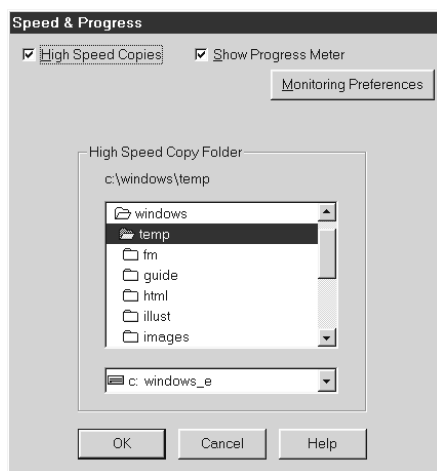 Speed & Progress
High Speed Copies Show Progress Meter
Monitoring Preferences
High Speed Copy Folder
c:\windows\temp
windows
temp
fm
guide
html
illust
images
c: windows_e
OK Cancel Help